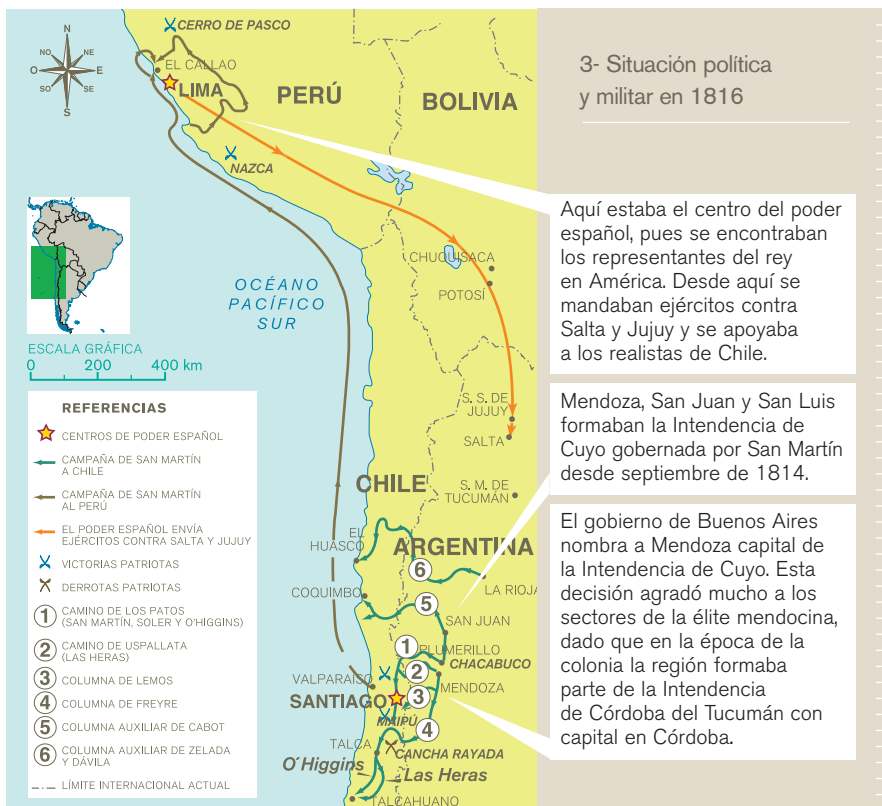 3- Situación política
y militar en 1816
Aquí estaba el centro del poder
español, pues se encontraban
los representantes del rey
en América. Desde aquí se
mandaban ejércitos contra
Salta y Jujuy y se apoyaba
a los realistas de Chile.
Mendoza, San Juan y San Luis
formaban la Intendencia de
Cuyo gobernada por San Martín
desde septiembre de 1814.
El gobierno de Buenos Aires
nombra a Mendoza capital de
la Intendencia de Cuyo. Esta
decisión agradó mucho a los
sectores de la élite mendocina,
dado que en la época de la
colonia la región formaba
parte de la Intendencia
de Córdoba del Tucumán con
capital en Córdoba.
N
NO
NE
O
E
SO
SE
S
CERRO DE PASCO
EL CALLAO
LIMA
PERÚ
BOLIVIA
NAZCA
CHUQUISACA
POTOSÍ
OCÉANO
PACÍFICO
SUR
S. S. DE
JUJUY
SALTA
S. M. DE
TUCUMÁN
CHILE
ARGENTINA
EL
HUASCO
6
LA RIOJA
COQUIMBO
5
SAN JUAN
1
PLUMERILLO
CHACABUCO
2
VALPARAÍSO
MENDOZA
3
SANTIAGO
MAIPÚ
4
TALCA
CANCHA RAYADA
O'Higgins
Las Heras
TALCAHUANO
ESCALA GRÁFICA
0 200 400 km
REFERENCIAS
CENTROS DE PODER ESPAÑOL
CAMPAÑA DE SAN MARTÍN
A CHILE
CAMPAÑA DE SAN MARTÍN
AL PERÚ
EL PODER ESPAÑOL ENVÍA
EJÉRCITOS CONTRA SALTA Y JUJUY
VICTORIAS PATRIOTAS
DERROTAS PATRIOTAS
1 CAMINO DE LOS PATOS
(SAN MARTÍN, SOLER Y O'HIGGINS)
2 CAMINO DE USPALLATA
(LAS HERAS)
3 COLUMNA DE LEMOS
4 COLUMNA DE FREYRE
5 COLUMNA AUXILIAR DE CABOT
6 COLUMNA AUXILIAR DE ZELADA
Y DÁVILA
LÍMITE INTERNACIONAL ACTUAL